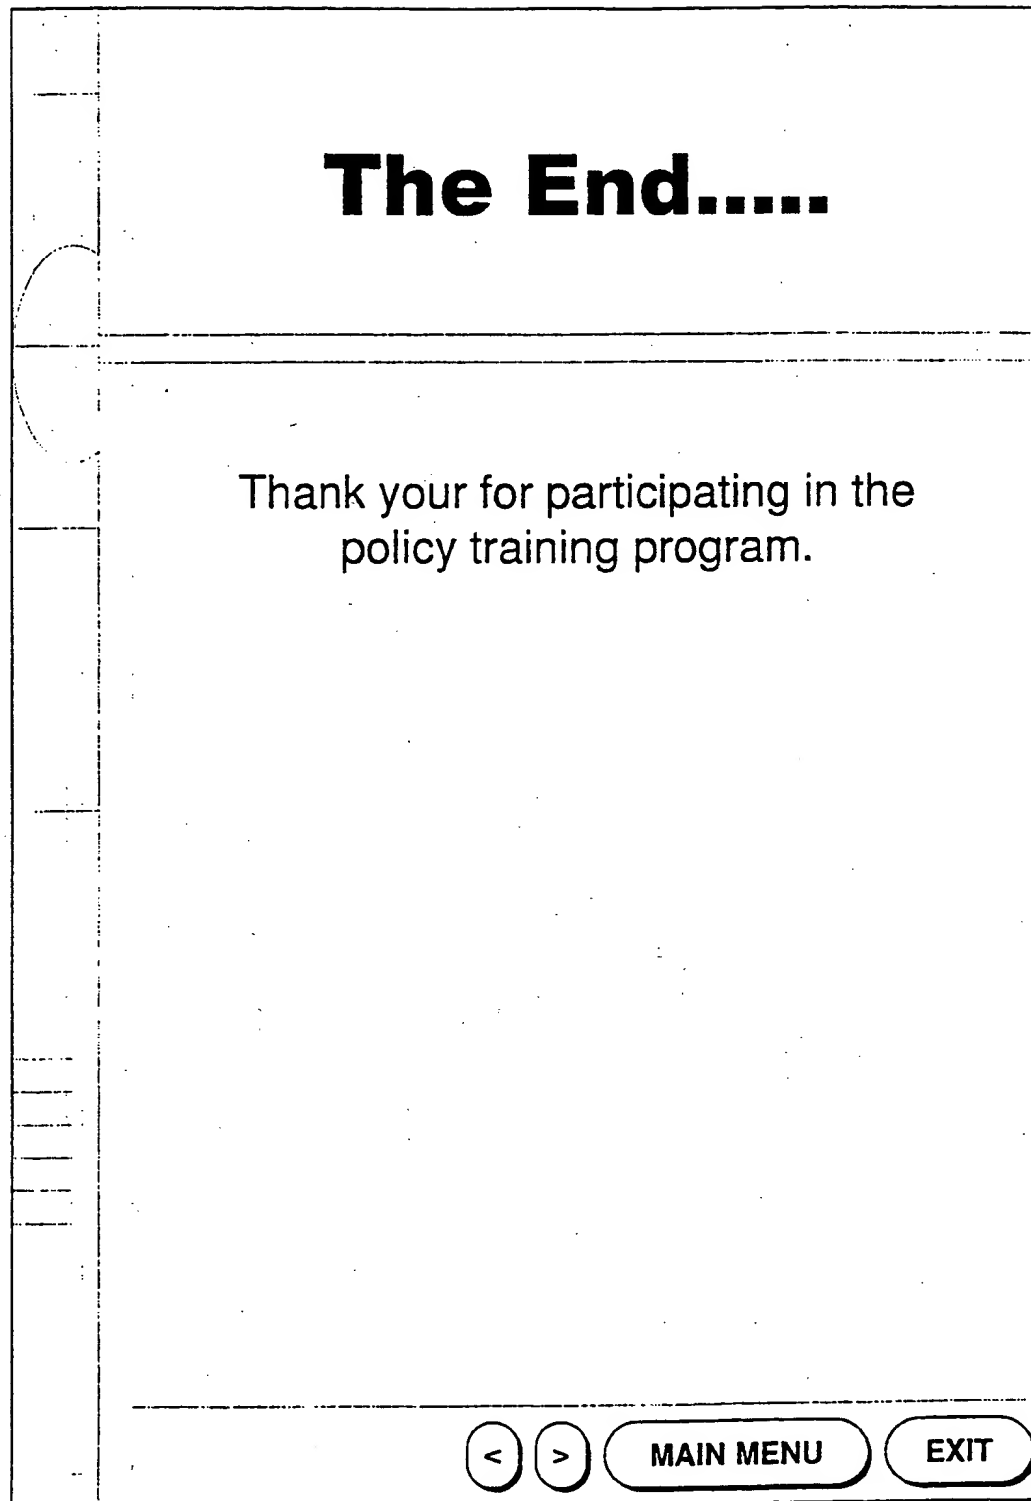 The End.....
Thank your for participating in the
policy training program.
< > MAIN MENU EXIT